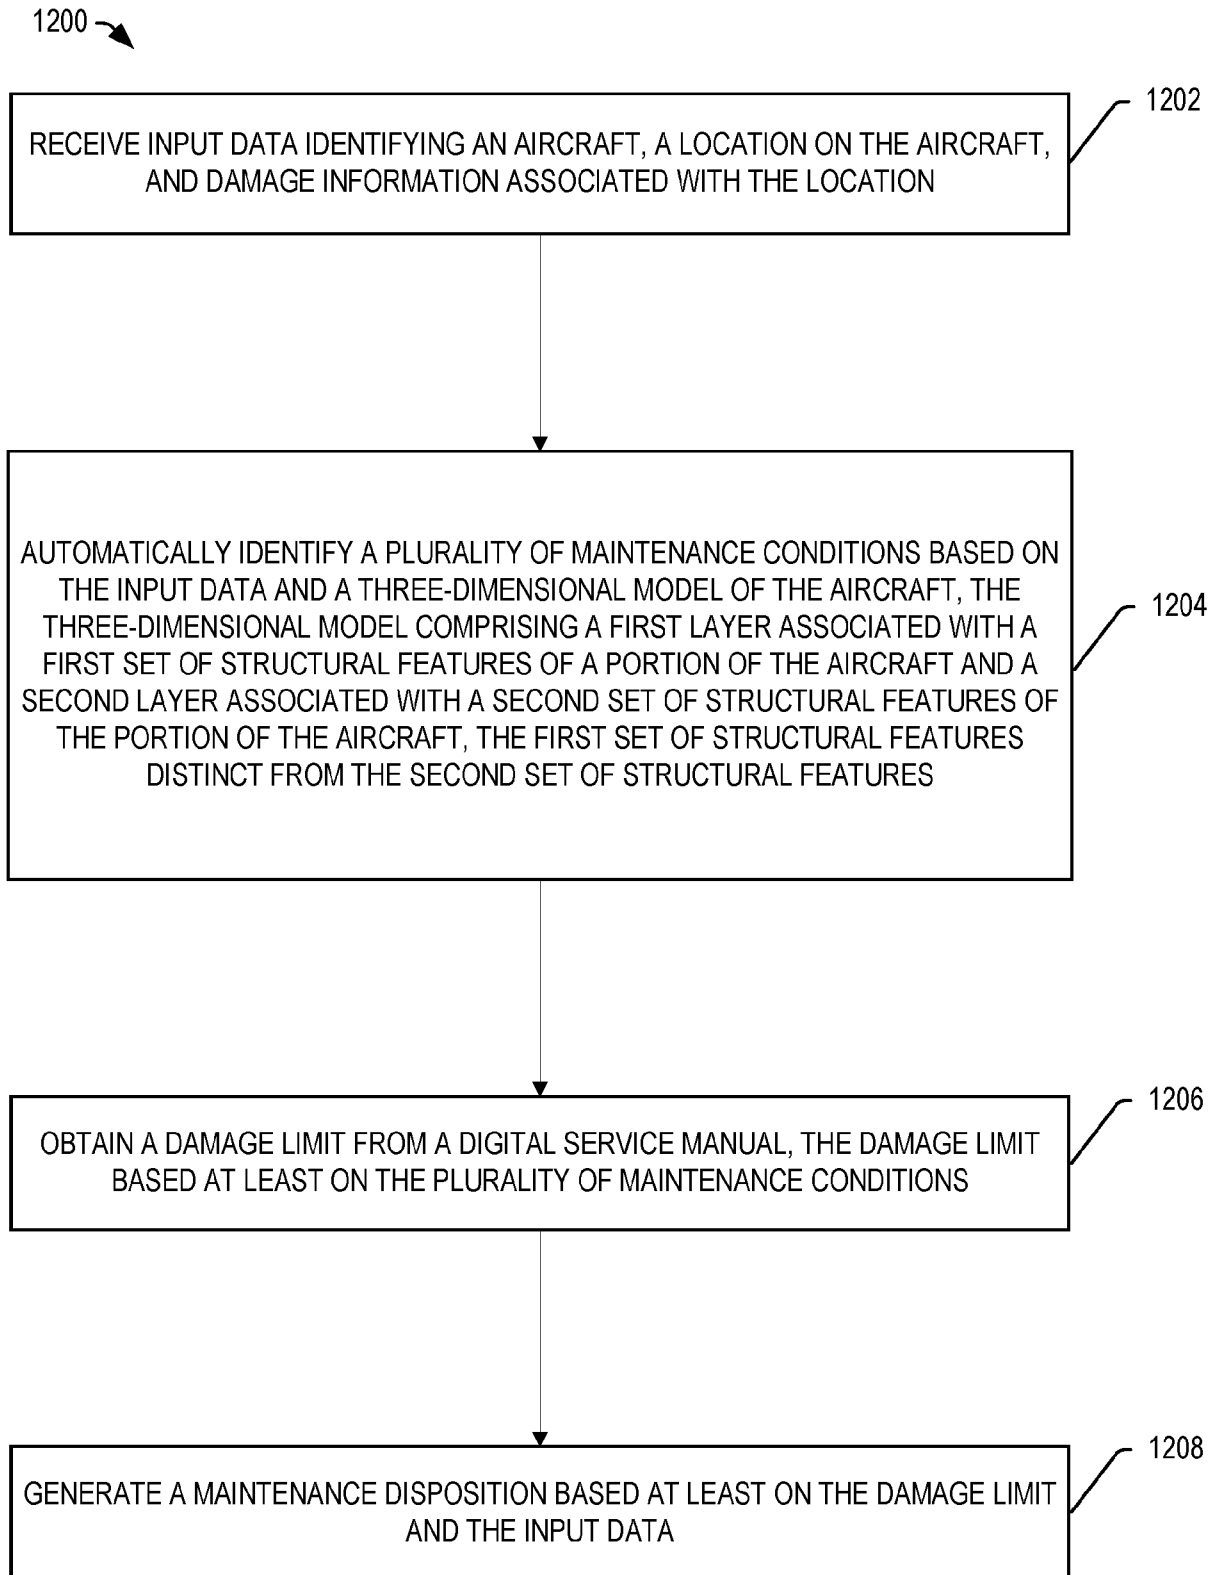 1200
1202
RECEIVE INPUT DATA IDENTIFYING AN AIRCRAFT, A LOCATION ON THE AIRCRAFT,
AND DAMAGE INFORMATION ASSOCIATED WITH THE LOCATION
AUTOMATICALLY IDENTIFY A PLURALITY OF MAINTENANCE CONDITIONS BASED ON
THE INPUT DATA AND A THREE-DIMENSIONAL MODEL OF THE AIRCRAFT, THE
THREE-DIMENSIONAL MODEL COMPRISING A FIRST LAYER ASSOCIATED WITH A
1204
FIRST SET OF STRUCTURAL FEATURES OF A PORTION OF THE AIRCRAFT AND A
SECOND LAYER ASSOCIATED WITH A SECOND SET OF STRUCTURAL FEATURES OF
THE PORTION OF THE AIRCRAFT, THE FIRST SET OF STRUCTURAL FEATURES
DISTINCT FROM THE SECOND SET OF STRUCTURAL FEATURES
1206
OBTAIN A DAMAGE LIMIT FROM A DIGITAL SERVICE MANUAL, THE DAMAGE LIMIT
BASED AT LEAST ON THE PLURALITY OF MAINTENANCE CONDITIONS
1208
GENERATE A MAINTENANCE DISPOSITION BASED AT LEAST ON THE DAMAGE LIMIT
AND THE INPUT DATA